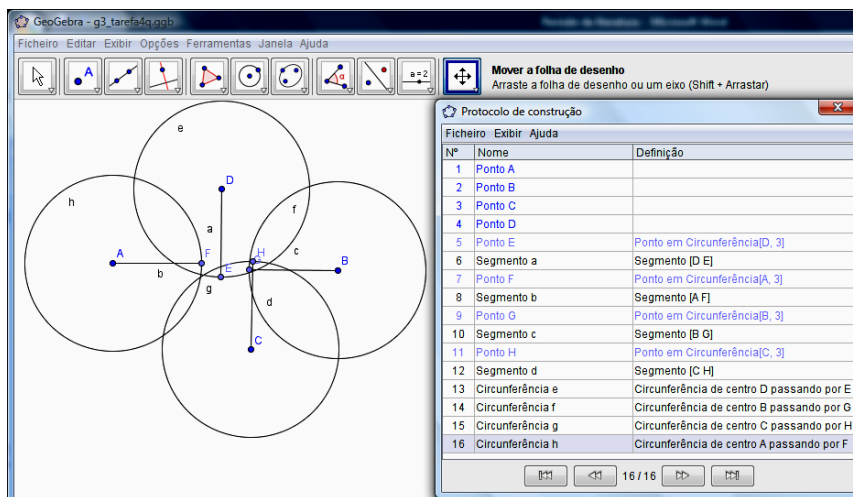 GeoGebra - g3_tarefa4q.ggb
Ficheiro Editar Exibir Opções Ferramentas Janela Ajuda
A
α
a=2
Mover a folha de desenho
Arraste a folha de desenho ou um eixo (Shift + Arrastar)
e
D
h
a
f
A
F
H
G
c
B
b
E
g
d
C
Protocolo de construção
Ficheiro Exibir Ajuda
Nº Nome Definição
1 Ponto A
2 Ponto B
3 Ponto C
4 Ponto D
5 Ponto E Ponto em Circunferência[D, 3]
6 Segmento a Segmento [D E]
7 Ponto F Ponto em Circunferência[A, 3]
8 Segmento b Segmento [A F]
9 Ponto G Ponto em Circunferência[B, 3]
10 Segmento c Segmento [B G]
11 Ponto H Ponto em Circunferência[C, 3]
12 Segmento d Segmento [C H]
13 Circunferência e Circunferência de centro D passando por E
14 Circunferência f Circunferência de centro B passando por G
15 Circunferência g Circunferência de centro C passando por H
16 Circunferência h Circunferência de centro A passando por F
16 / 16